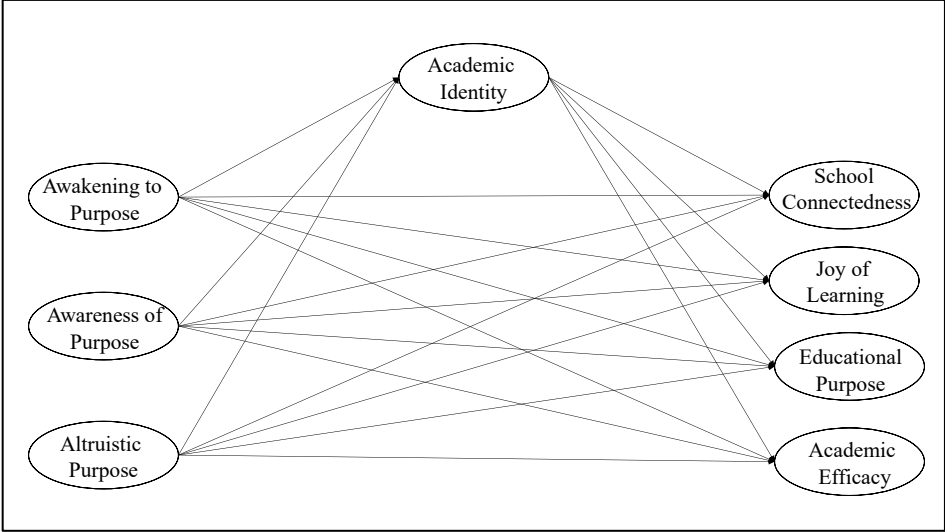 Academic
Identity
Awakening to
Purpose
Awareness of
Purpose
Altruistic
Purpose
School
Connectedness
Joy of
Learning
Educational
Purpose
Academic
Efficacy